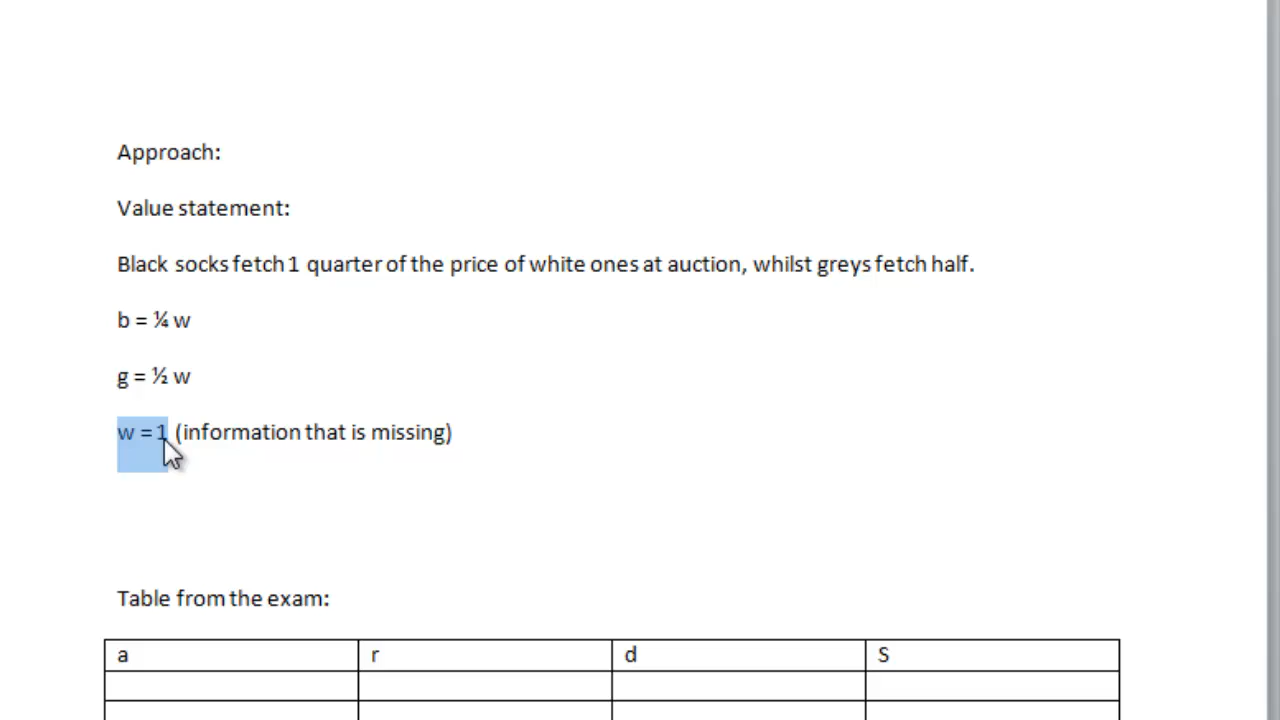 Approach:
Value statement:
Black socks fetch 1 quarter of the price of white ones at auction, whilst greys fetch half.
b = ¼ w
g = ½ w
w = 1 (information that is missing)
Table from the exam:
a r d S